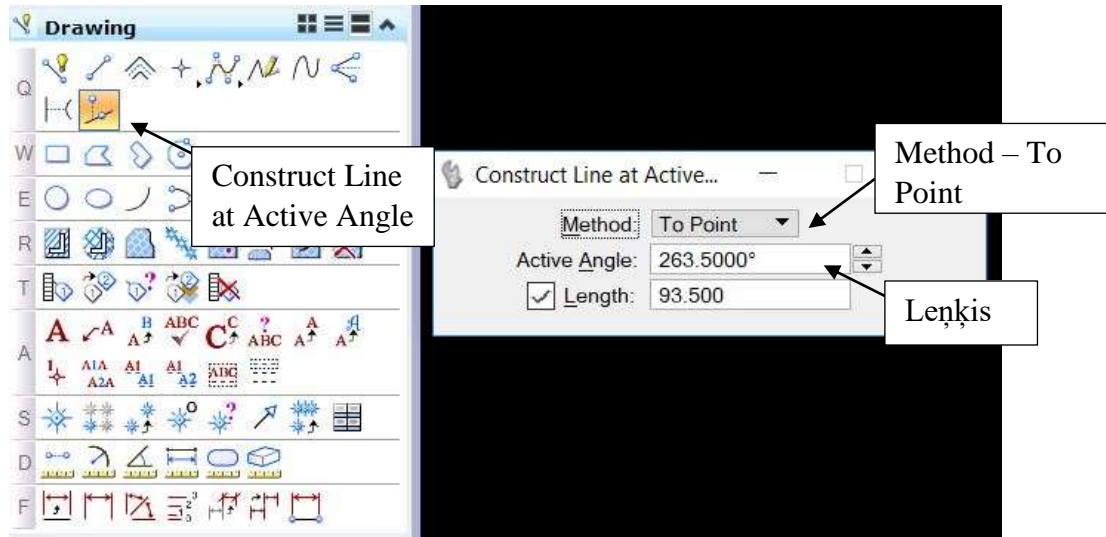 Drawing
Q
W
E
R
T
A
S
D
F
Construct Line
at Active Angle
Construct Line at Active...
Method: To Point
Active Angle: 263.5000°
Length: 93.500
Method – To
Point
Leņķis